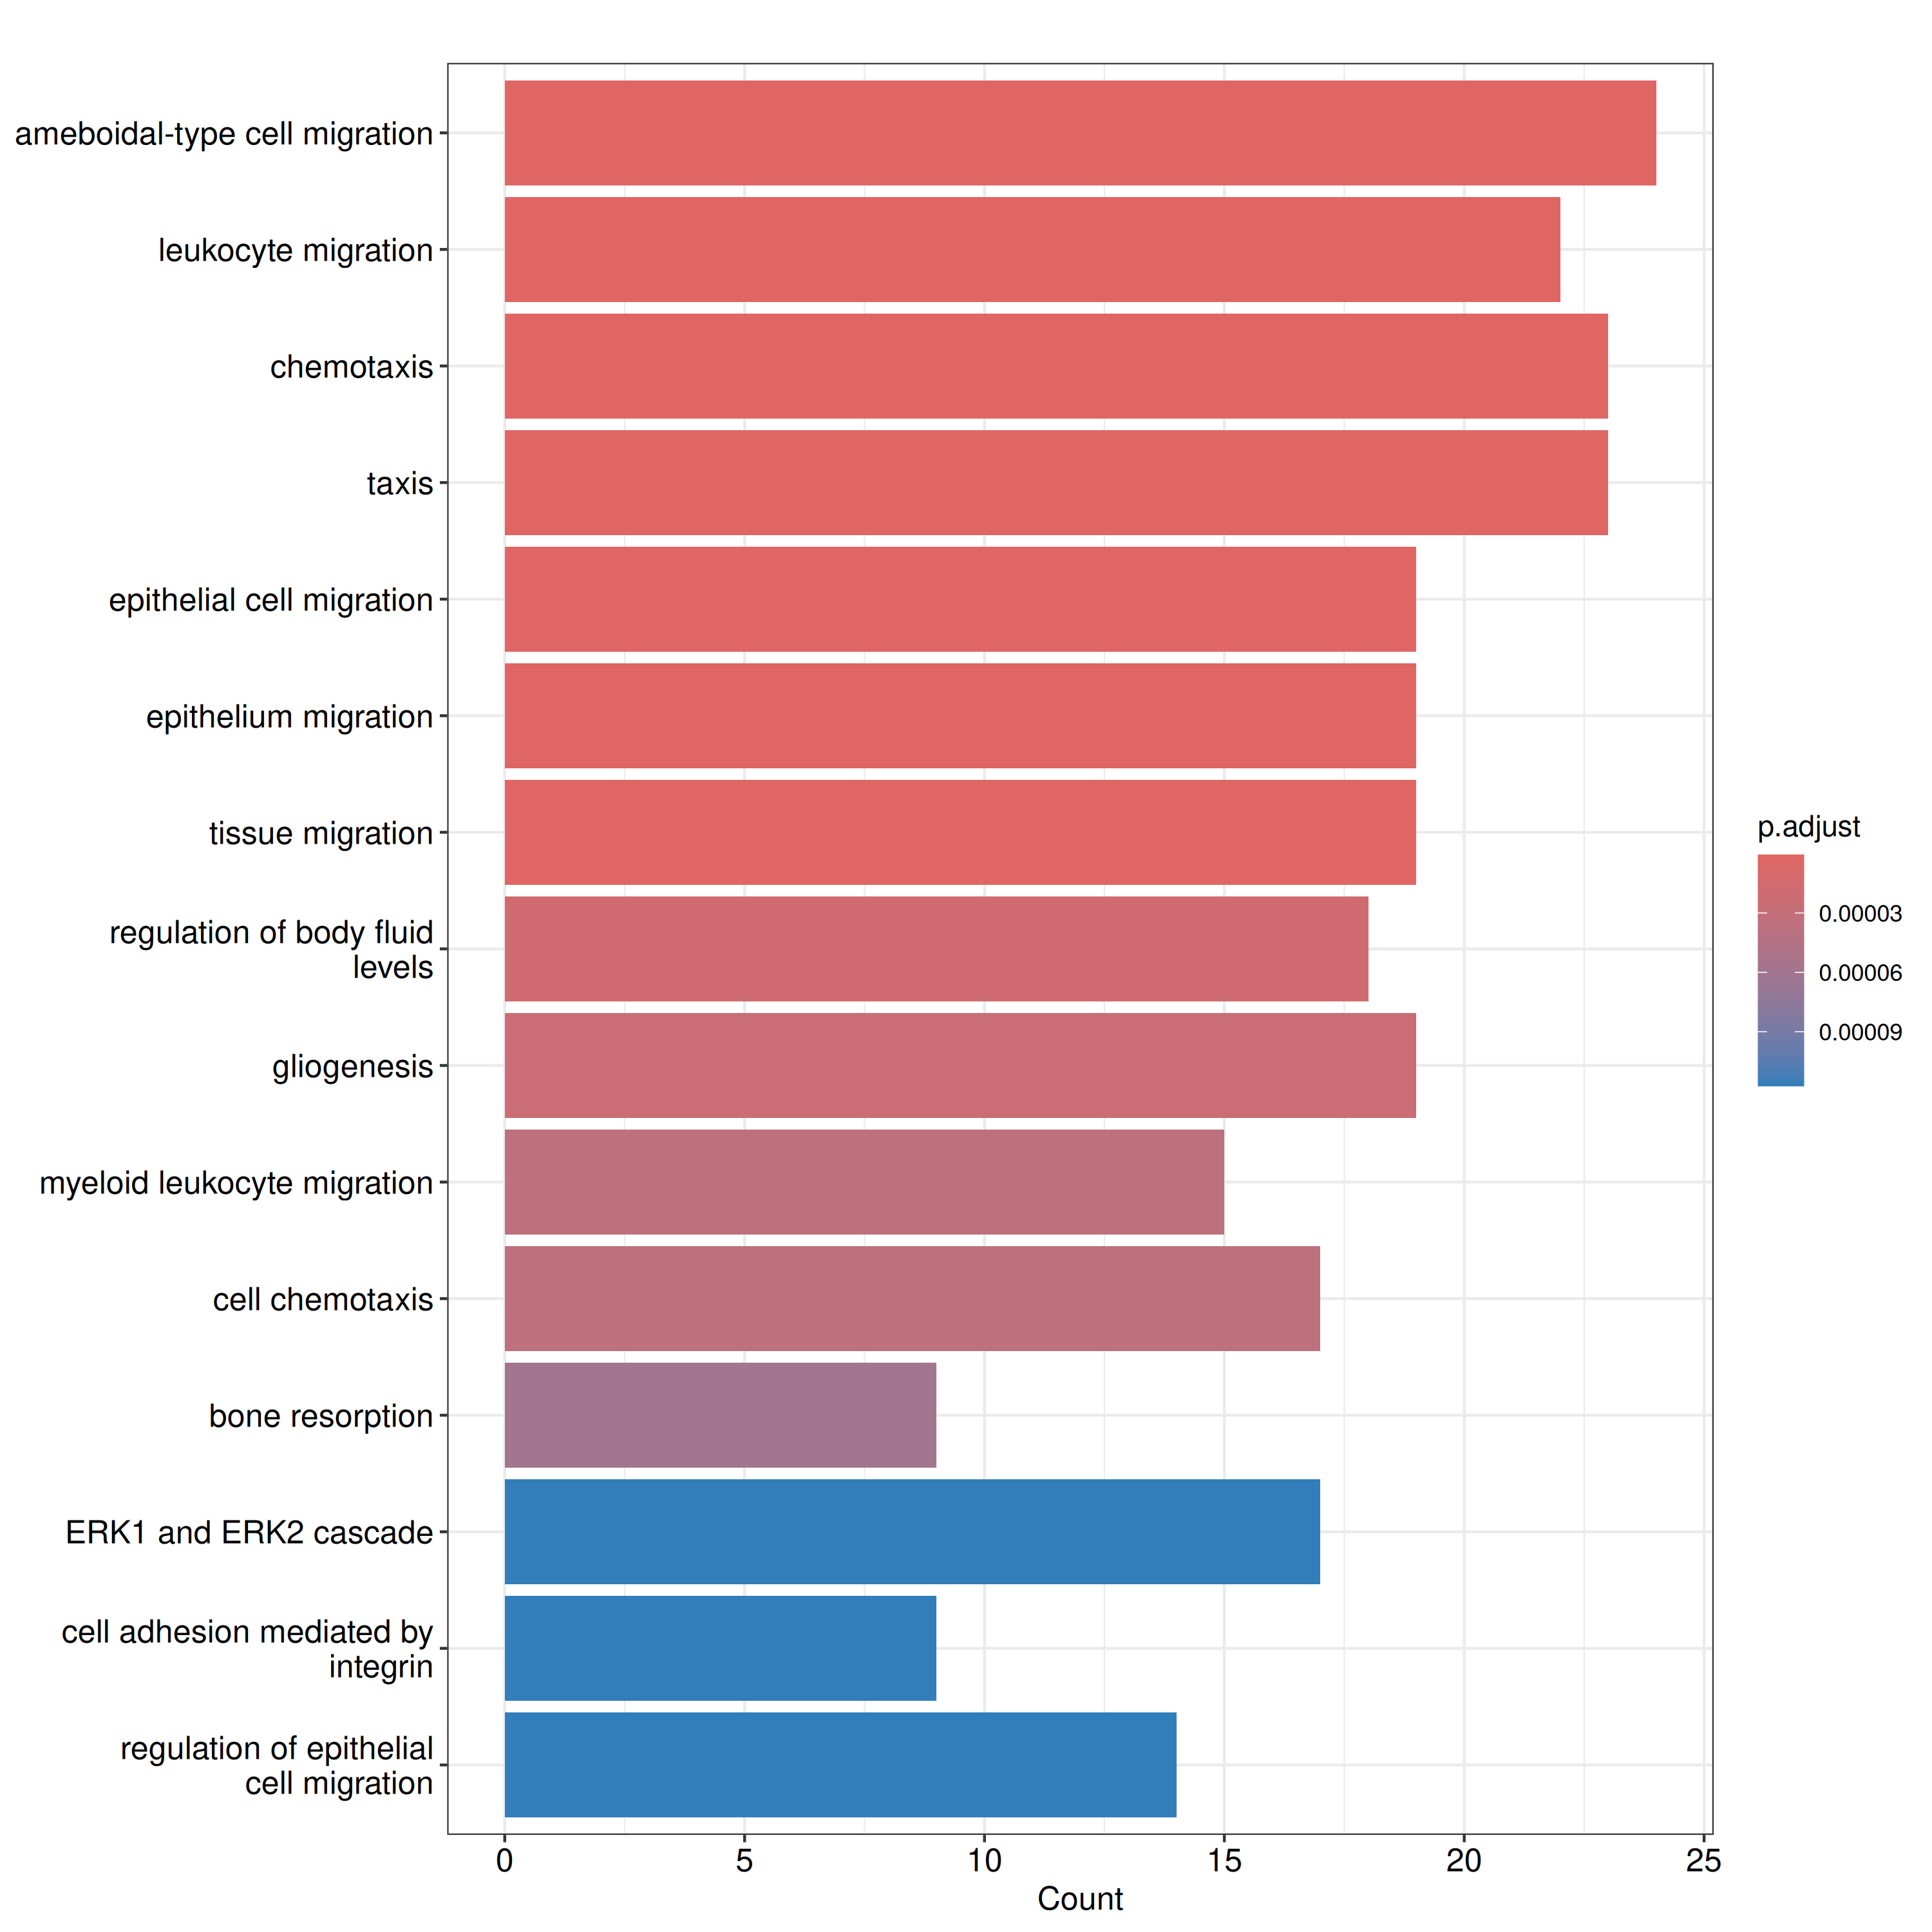 ameboidal-type cell migration
leukocyte migration
chemotaxis
taxis
epithelial cell migration
epithelium migration
tissue migration
regulation of body fluid
levels
gliogenesis
myeloid leukocyte migration
cell chemotaxis
bone resorption
ERK1 and ERK2 cascade
cell adhesion mediated by
integrin
regulation of epithelial
cell migration
0 5 10 15 20 25
Count
p.adjust
0.00003
0.00006
0.00009